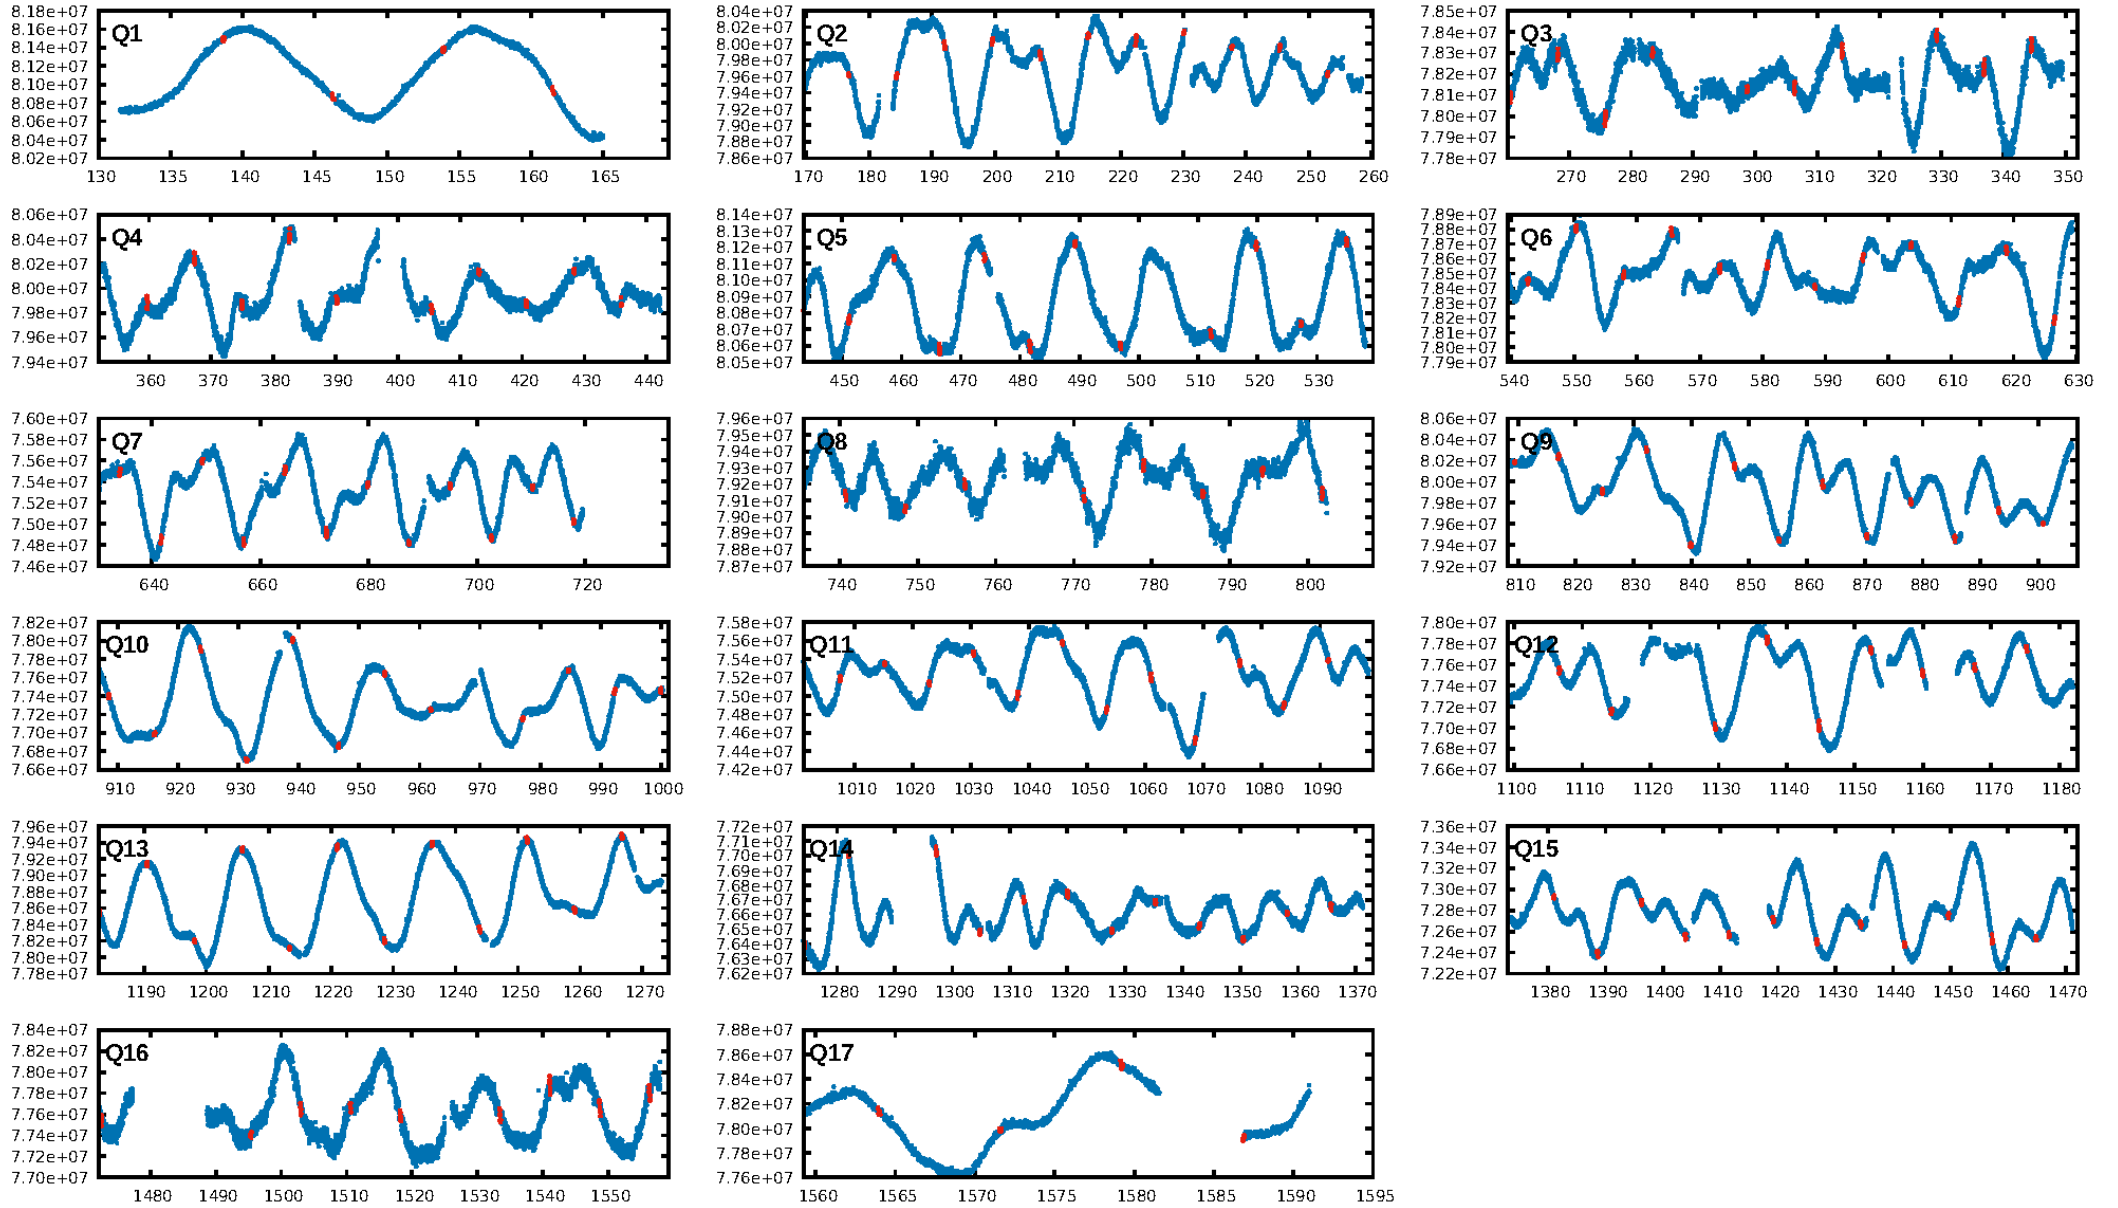 8.18e+07
8.16e+07
8.14e+07
8.12e+07
8.10e+07
8.08e+07
8.06e+07
8.04e+07
8.02e+07
Q1
130 135 140 145 150 155 160 165
8.04e+07
8.02e+07
8.00e+07
7.98e+07
7.96e+07
7.94e+07
7.92e+07
7.90e+07
7.88e+07
7.86e+07
Q2
170 180 190 200 210 220 230 240 250 260
7.85e+07
7.84e+07
7.83e+07
7.82e+07
7.81e+07
7.80e+07
7.79e+07
7.78e+07
Q3
270 280 290 300 310 320 330 340 350
8.06e+07
8.04e+07
8.02e+07
8.00e+07
7.98e+07
7.96e+07
7.94e+07
Q4
360 370 380 390 400 410 420 430 440
8.14e+07
8.13e+07
8.12e+07
8.11e+07
8.10e+07
8.09e+07
8.08e+07
8.07e+07
8.06e+07
8.05e+07
Q5
450 460 470 480 490 500 510 520 530
7.89e+07
7.88e+07
7.87e+07
7.86e+07
7.85e+07
7.84e+07
7.83e+07
7.82e+07
7.81e+07
7.80e+07
7.79e+07
Q6
540 550 560 570 580 590 600 610 620 630
7.60e+07
7.58e+07
7.56e+07
7.54e+07
7.52e+07
7.50e+07
7.48e+07
7.46e+07
Q7
640 660 680 700 720
7.96e+07
7.95e+07
7.94e+07
7.93e+07
7.92e+07
7.91e+07
7.90e+07
7.89e+07
7.88e+07
7.87e+07
Q8
740 750 760 770 780 790 800
8.06e+07
8.04e+07
8.02e+07
8.00e+07
7.98e+07
7.96e+07
7.94e+07
7.92e+07
Q9
810 820 830 840 850 860 870 880 890 900
7.82e+07
7.80e+07
7.78e+07
7.76e+07
7.74e+07
7.72e+07
7.70e+07
7.68e+07
7.66e+07
Q10
910 920 930 940 950 960 970 980 990 1000
7.58e+07
7.56e+07
7.54e+07
7.52e+07
7.50e+07
7.48e+07
7.46e+07
7.44e+07
7.42e+07
Q11
1010 1020 1030 1040 1050 1060 1070 1080 1090
7.80e+07
7.78e+07
7.76e+07
7.74e+07
7.72e+07
7.70e+07
7.68e+07
7.66e+07
Q12
1100 1110 1120 1130 1140 1150 1160 1170 1180
7.96e+07
7.94e+07
7.92e+07
7.90e+07
7.88e+07
7.86e+07
7.84e+07
7.82e+07
7.80e+07
7.78e+07
Q13
1190 1200 1210 1220 1230 1240 1250 1260 1270
7.72e+07
7.71e+07
7.70e+07
7.69e+07
7.68e+07
7.67e+07
7.66e+07
7.65e+07
7.64e+07
7.63e+07
7.62e+07
Q14
1280 1290 1300 1310 1320 1330 1340 1350 1360 1370
7.36e+07
7.34e+07
7.32e+07
7.30e+07
7.28e+07
7.26e+07
7.24e+07
7.22e+07
Q15
1380 1390 1400 1410 1420 1430 1440 1450 1460 1470
7.84e+07
7.82e+07
7.80e+07
7.78e+07
7.76e+07
7.74e+07
7.72e+07
7.70e+07
Q16
1480 1490 1500 1510 1520 1530 1540 1550
7.88e+07
7.86e+07
7.84e+07
7.82e+07
7.80e+07
7.78e+07
7.76e+07
Q17
1560 1565 1570 1575 1580 1585 1590 1595